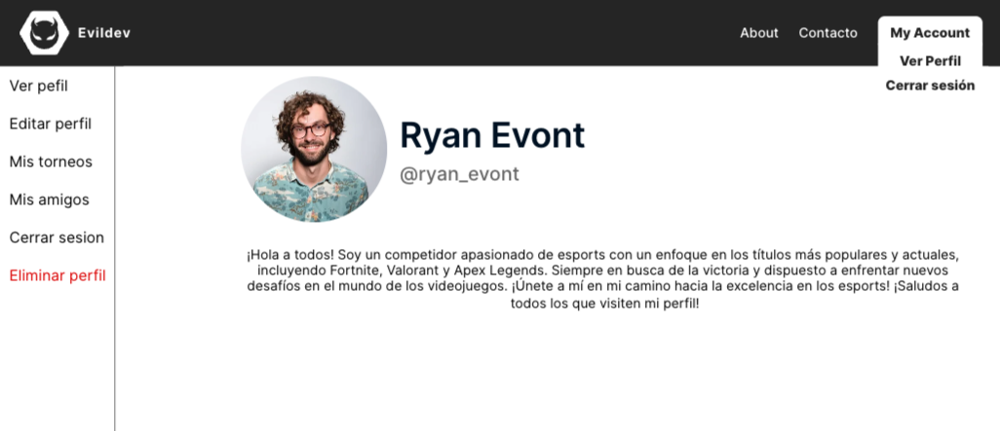 Evildev
About
Contacto
My Account
Ver Perfil
Cerrar sesión
Ver pefil
Editar perfil
Mis torneos
Mis amigos
Cerrar sesion
Eliminar perfil
Ryan Evont
@ryan_evont
¡Hola a todos! Soy un competidor apasionado de esports con un enfoque en los títulos más populares y actuales,
incluyendo Fortnite, Valorant y Apex Legends. Siempre en busca de la victoria y dispuesto a enfrentar nuevos
desafíos en el mundo de los videojuegos. ¡Únete a mí en mi camino hacia la excelencia en los esports! ¡Saludos a
todos los que visiten mi perfil!